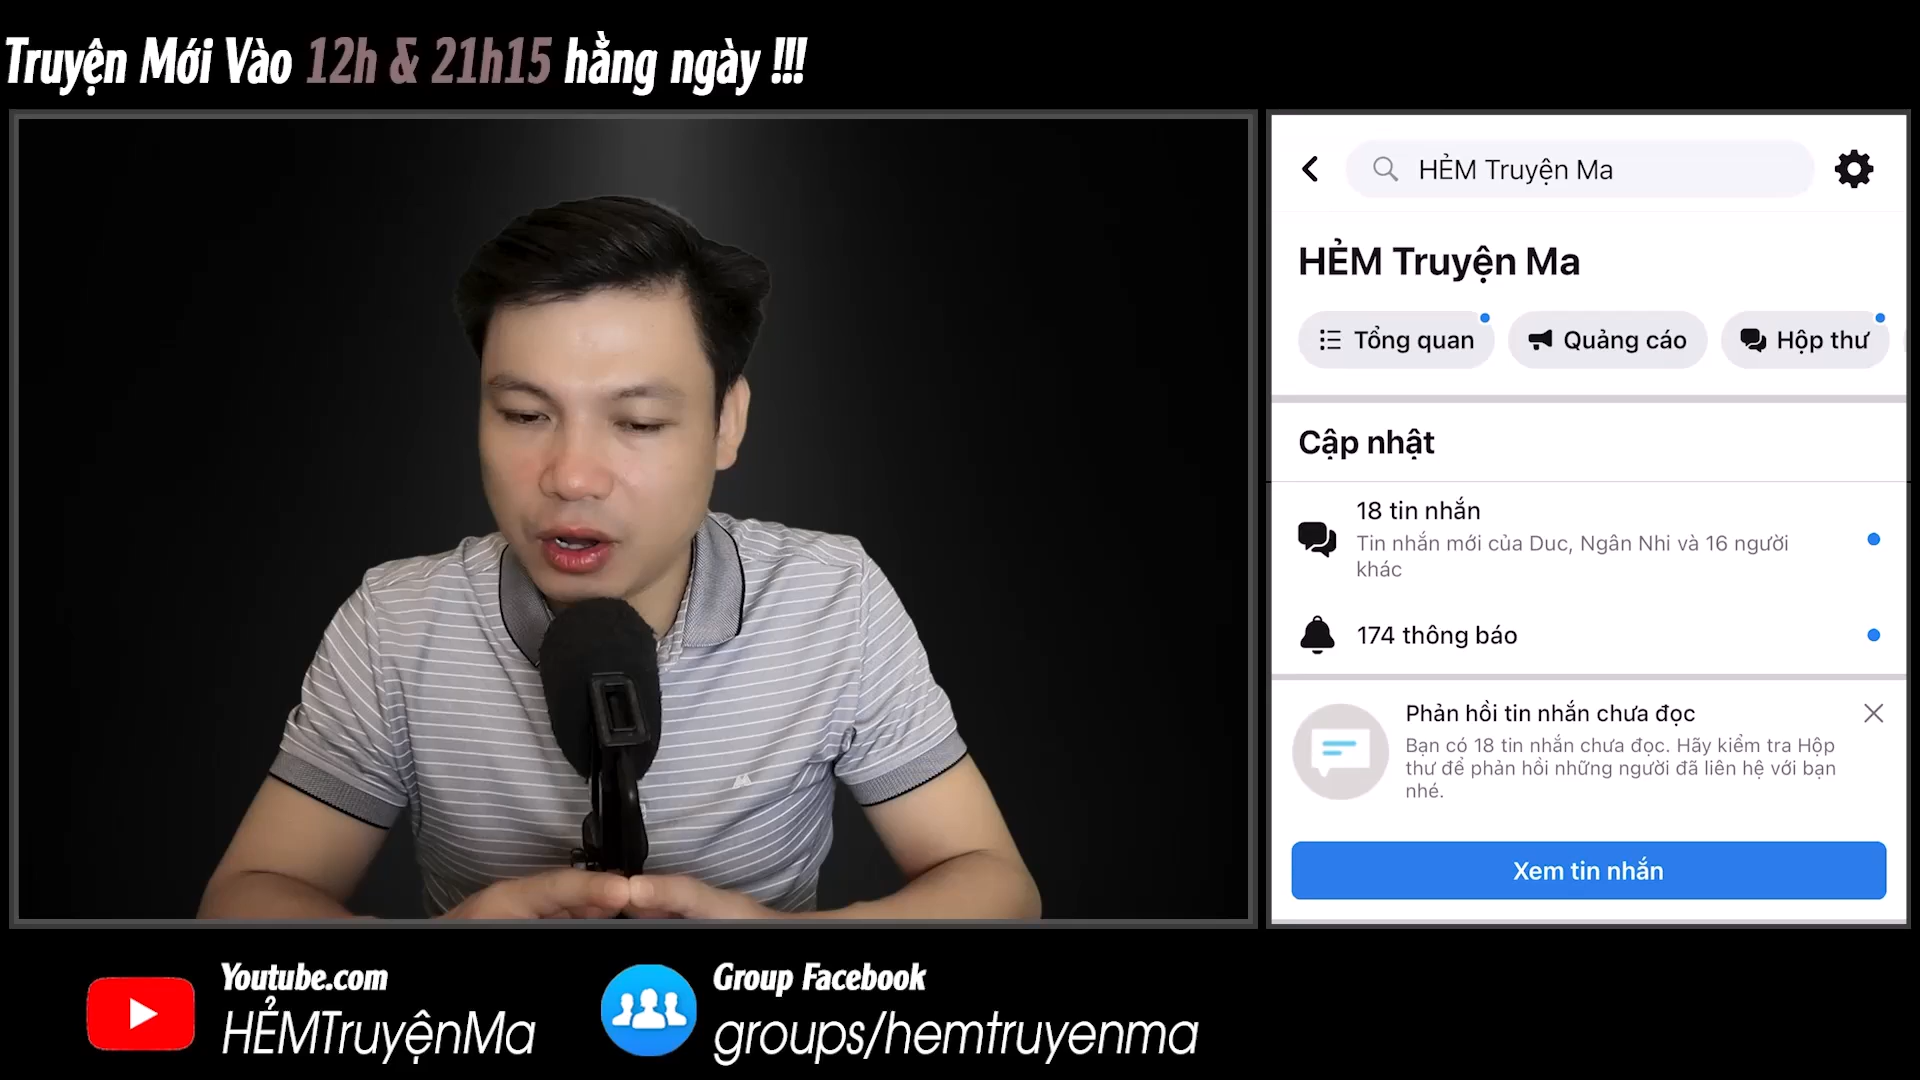 Truyện Mới Vào 12h & 21h15 hằng ngày !!!
HẺM Truyện Ma
HẺM Truyện Ma
Tổng quan
Quảng cáo
Hộp thư
Cập nhật
18 tin nhắn
Tin nhắn mới của Duc, Ngân Nhi và 16 người
khác
174 thông báo
Phản hồi tin nhắn chưa đọc
Bạn có 18 tin nhắn chưa đọc. Hãy kiểm tra Hộp
thư để phản hồi những người đã liên hệ với bạn
nhé.
Xem tin nhắn
Youtube.com
HẺMTruyệnMa
Group Facebook
groups/hemtruyenma